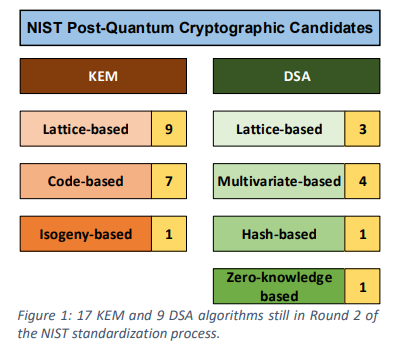 NIST Post-Quantum Cryptographic Candidates
KEM
DSA
Lattice-based 9
Lattice-based 3
Code-based 7
Multivariate-based 4
Isogeny-based 1
Hash-based 1
Zero-knowledge
based 1
Figure 1: 17 KEM and 9 DSA algorithms still in Round 2 of
the NIST standardization process.